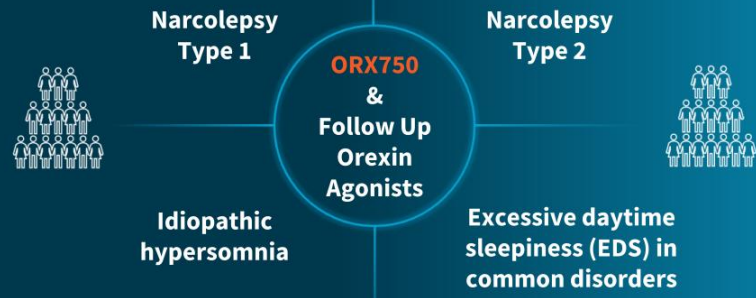 Narcolepsy
Type 1
Narcolepsy
Type 2
ORX750
&
Follow Up
Orexin
Agonists
Idiopathic
hypersomnia
Excessive daytime
sleepiness (EDS) in
common disorders